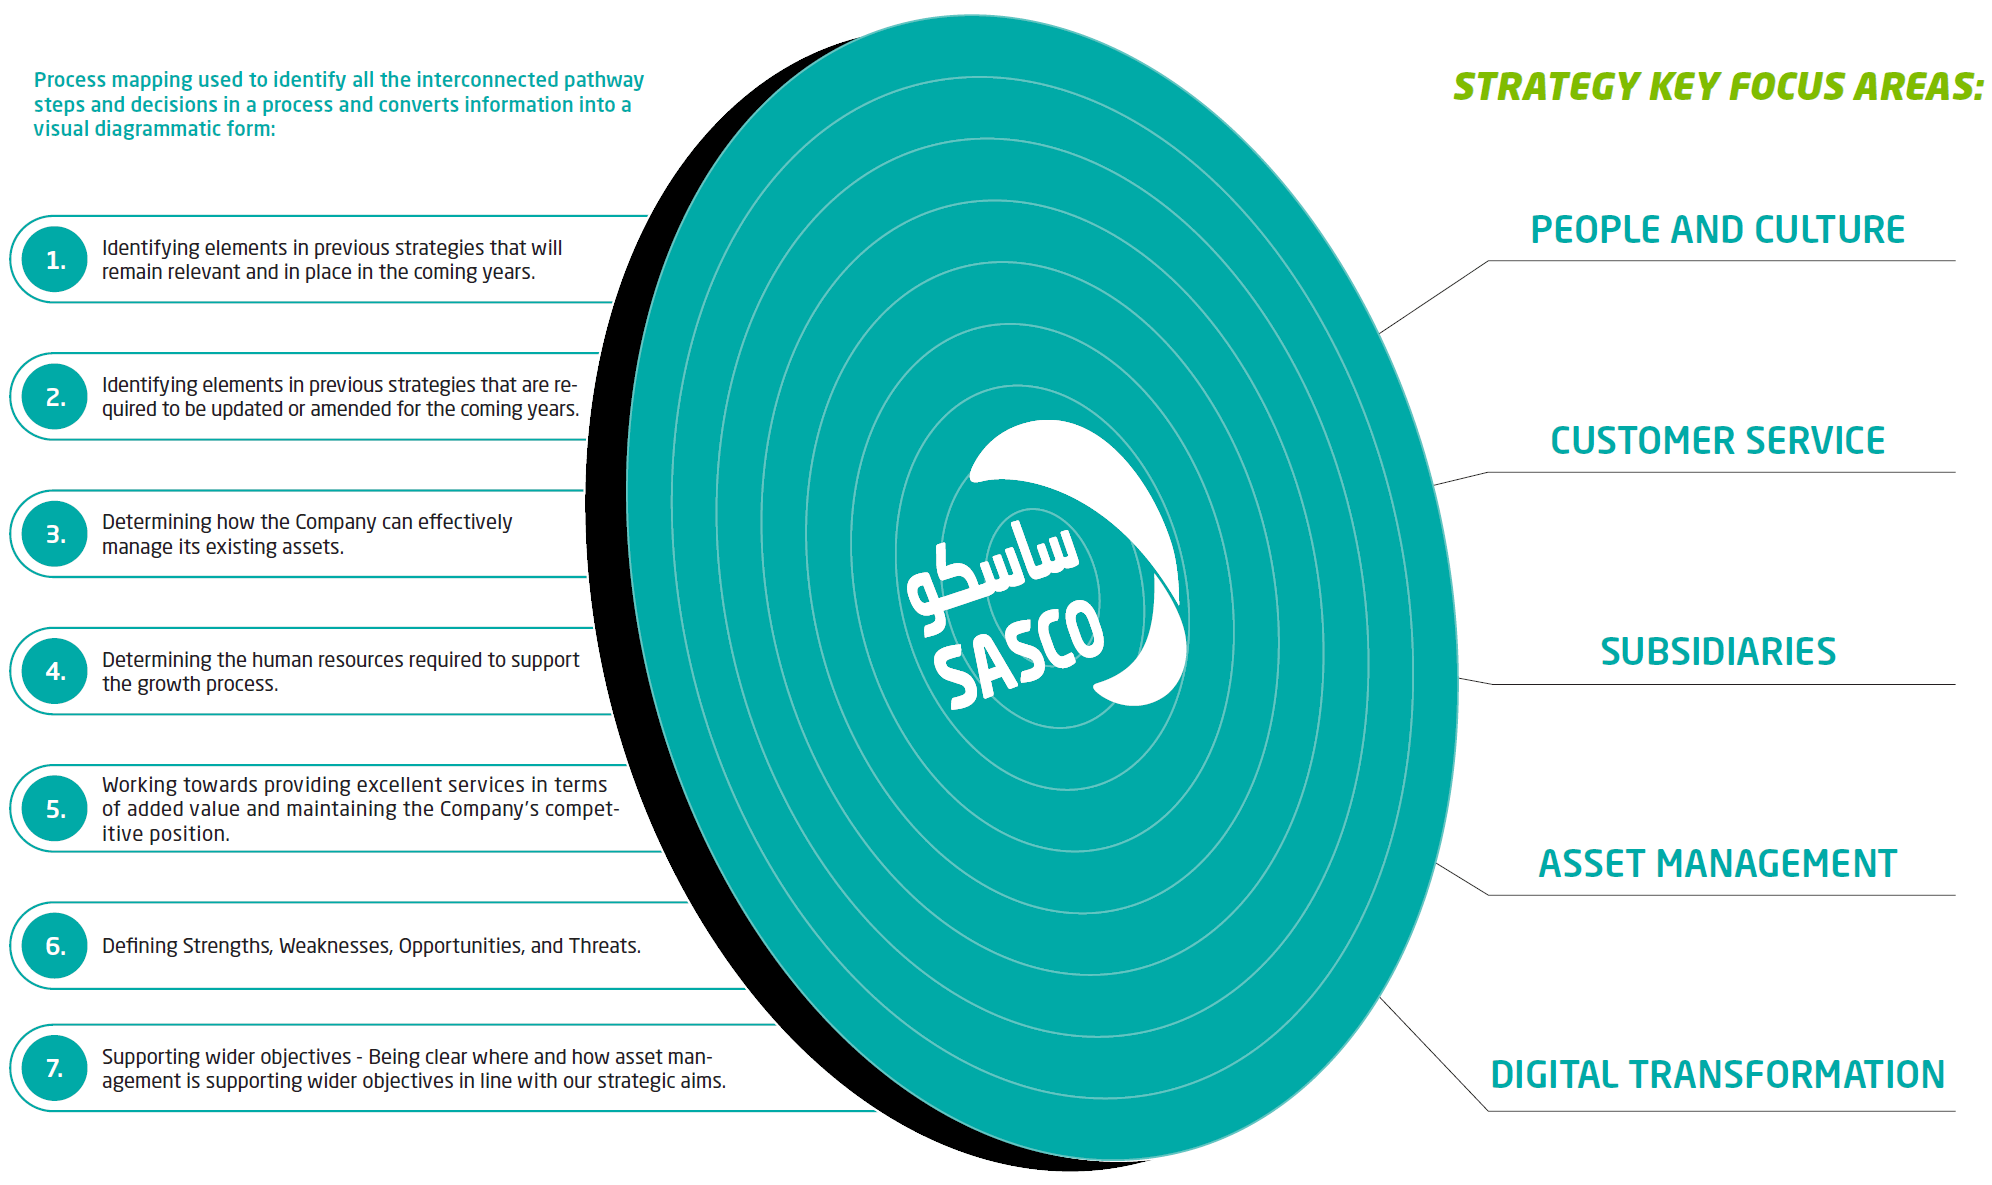 Process mapping used to identify all the interconnected pathway
steps and decisions in a process and converts information into a
visual diagrammatic form:
1.
Identifying elements in previous strategies that will
remain relevant and in place in the coming years.
2.
Identifying elements in previous strategies that are re-
quired to be updated or amended for the coming years.
3.
Determining how the Company can effectively
manage its existing assets.
4.
Determining the human resources required to support
the growth process.
5.
Working towards providing excellent services in terms
of added value and maintaining the Company's compet-
itive position.
6.
Defining Strengths, Weaknesses, Opportunities, and Threats.
7.
Supporting wider objectives - Being clear where and how asset man-
agement is supporting wider objectives in line with our strategic aims.
ساسكو
SASCO
STRATEGY KEY FOCUS AREAS:
PEOPLE AND CULTURE
CUSTOMER SERVICE
SUBSIDIARIES
ASSET MANAGEMENT
DIGITAL TRANSFORMATION